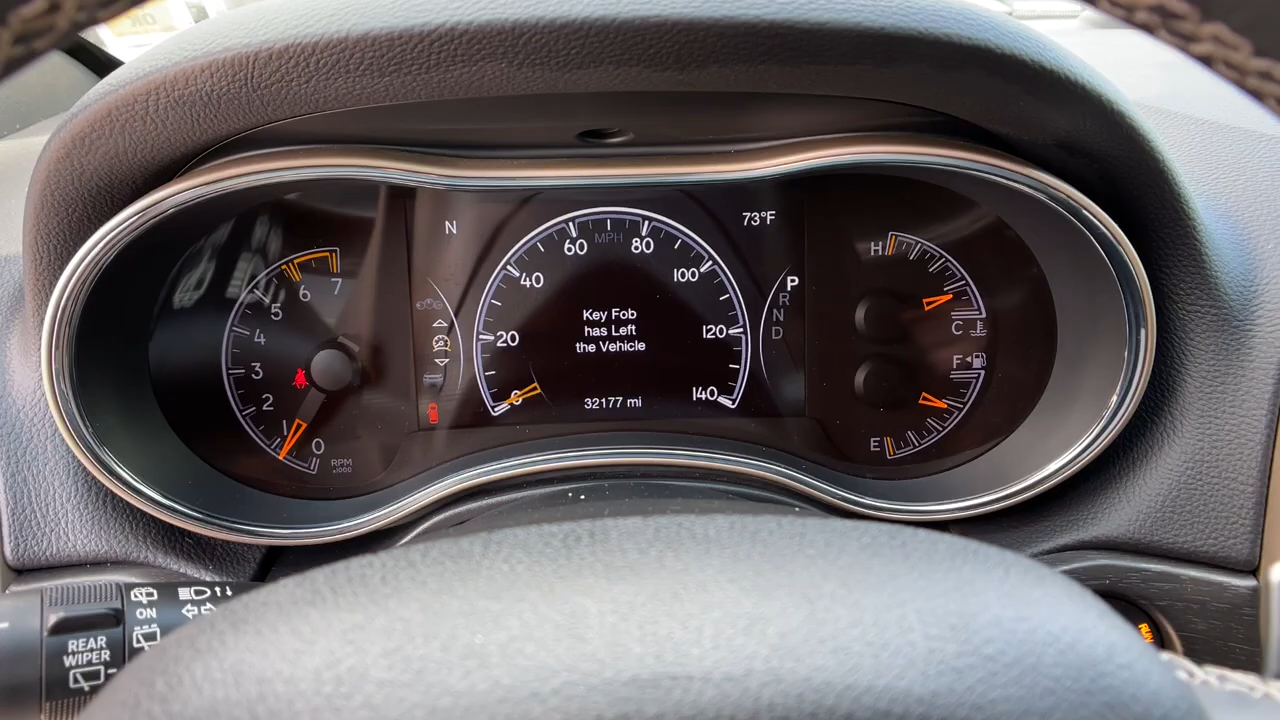 N
73°F
7
6
5
4
3
2
1
0
RPM
x1000
MPH
0
20
40
60
80
100
120
140
Key Fob
has Left
the Vehicle
32177 mi
P
R
N
D
H
C
F
E
ON
REAR
WIPER
RUN